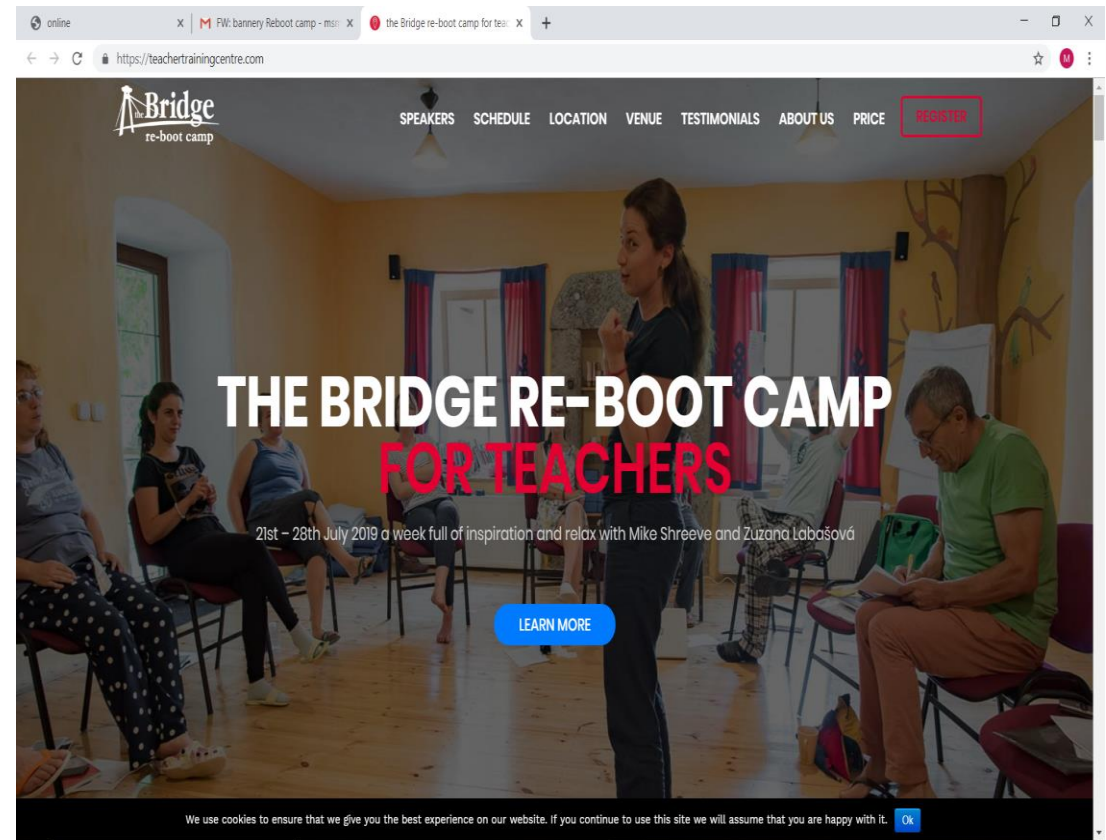 online
FW: bannery Reboot camp - msn
the Bridge re-boot camp for teac
https://teachertrainingcentre.com
M
the Bridge
re-boot camp
SPEAKERS SCHEDULE LOCATION VENUE TESTIMONIALS ABOUT US PRICE REGISTER
THE BRIDGE RE-BOOT CAMP
FOR TEACHERS
21st – 28th July 2019 a week full of inspiration and relax with Mike Shreeve and Zuzana Labašová
LEARN MORE
We use cookies to ensure that we give you the best experience on our website. If you continue to use this site we will assume that you are happy with it. Ok